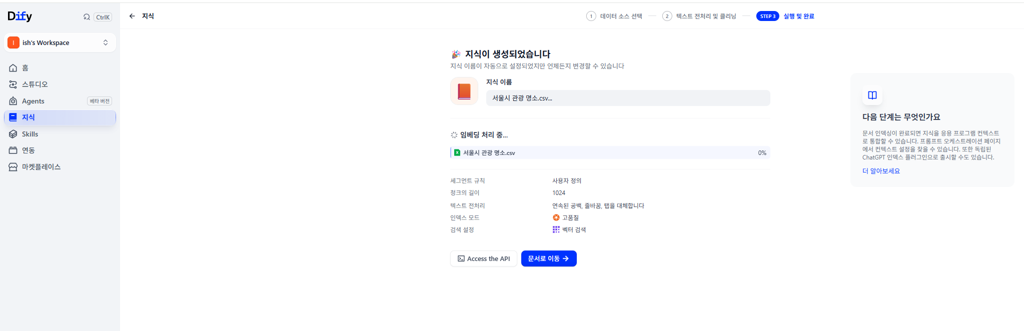 Dify
CtrlK
I ish's Workspace
홈
스튜디오
Agents 베타 버전
지식
Skills
연동
마켓플레이스
← 지식
1 데이터 소스 선택
2 텍스트 전처리 및 클리닝
STEP 3 실행 및 완료
지식이 생성되었습니다
지식 이름이 자동으로 설정되었지만 언제든지 변경할 수 있습니다
지식 이름
서울시 관광 명소.csv...
임베딩 처리 중...
서울시 관광 명소.csv 0%
세그먼트 규칙 사용자 정의
청크의 길이 1024
텍스트 전처리 연속된 공백, 줄바꿈, 탭을 대체합니다
인덱스 모드 고품질
검색 설정 벡터 검색
Access the API
문서로 이동 →
다음 단계는 무엇인가요
문서 인덱싱이 완료되면 지식을 응용 프로그램 컨텍스트
로 통합할 수 있습니다. 프롬프트 오케스트레이션 페이지
에서 컨텍스트 설정을 찾을 수 있습니다. 또한 독립된
ChatGPT 인덱스 플러그인으로 출시할 수도 있습니다.
더 알아보세요